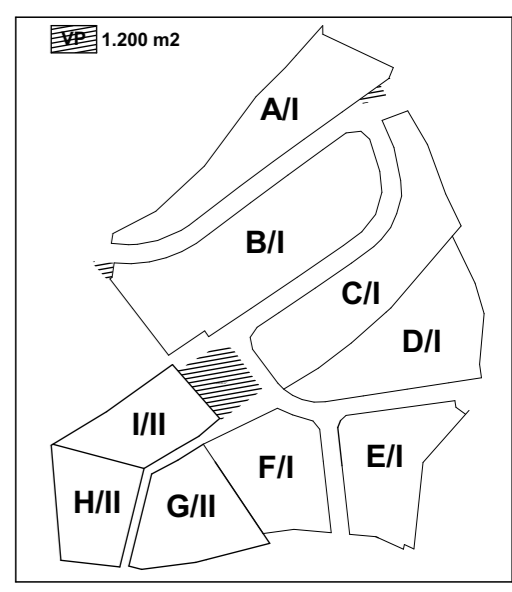 VP 1.200 m2
A/I
B/I
C/I
D/I
I/II
E/I
F/I
H/II
G/II